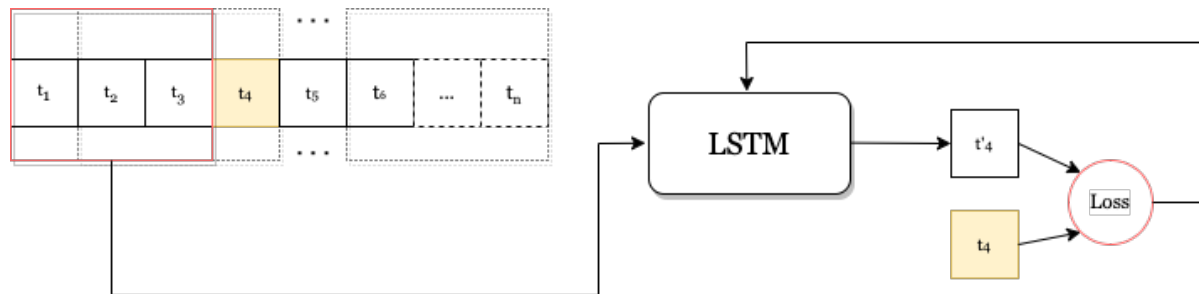 ...
t₁ t₂ t₃ t₄ t₅ t₆ ... tₙ
...
LSTM
t'₄
Loss
t₄